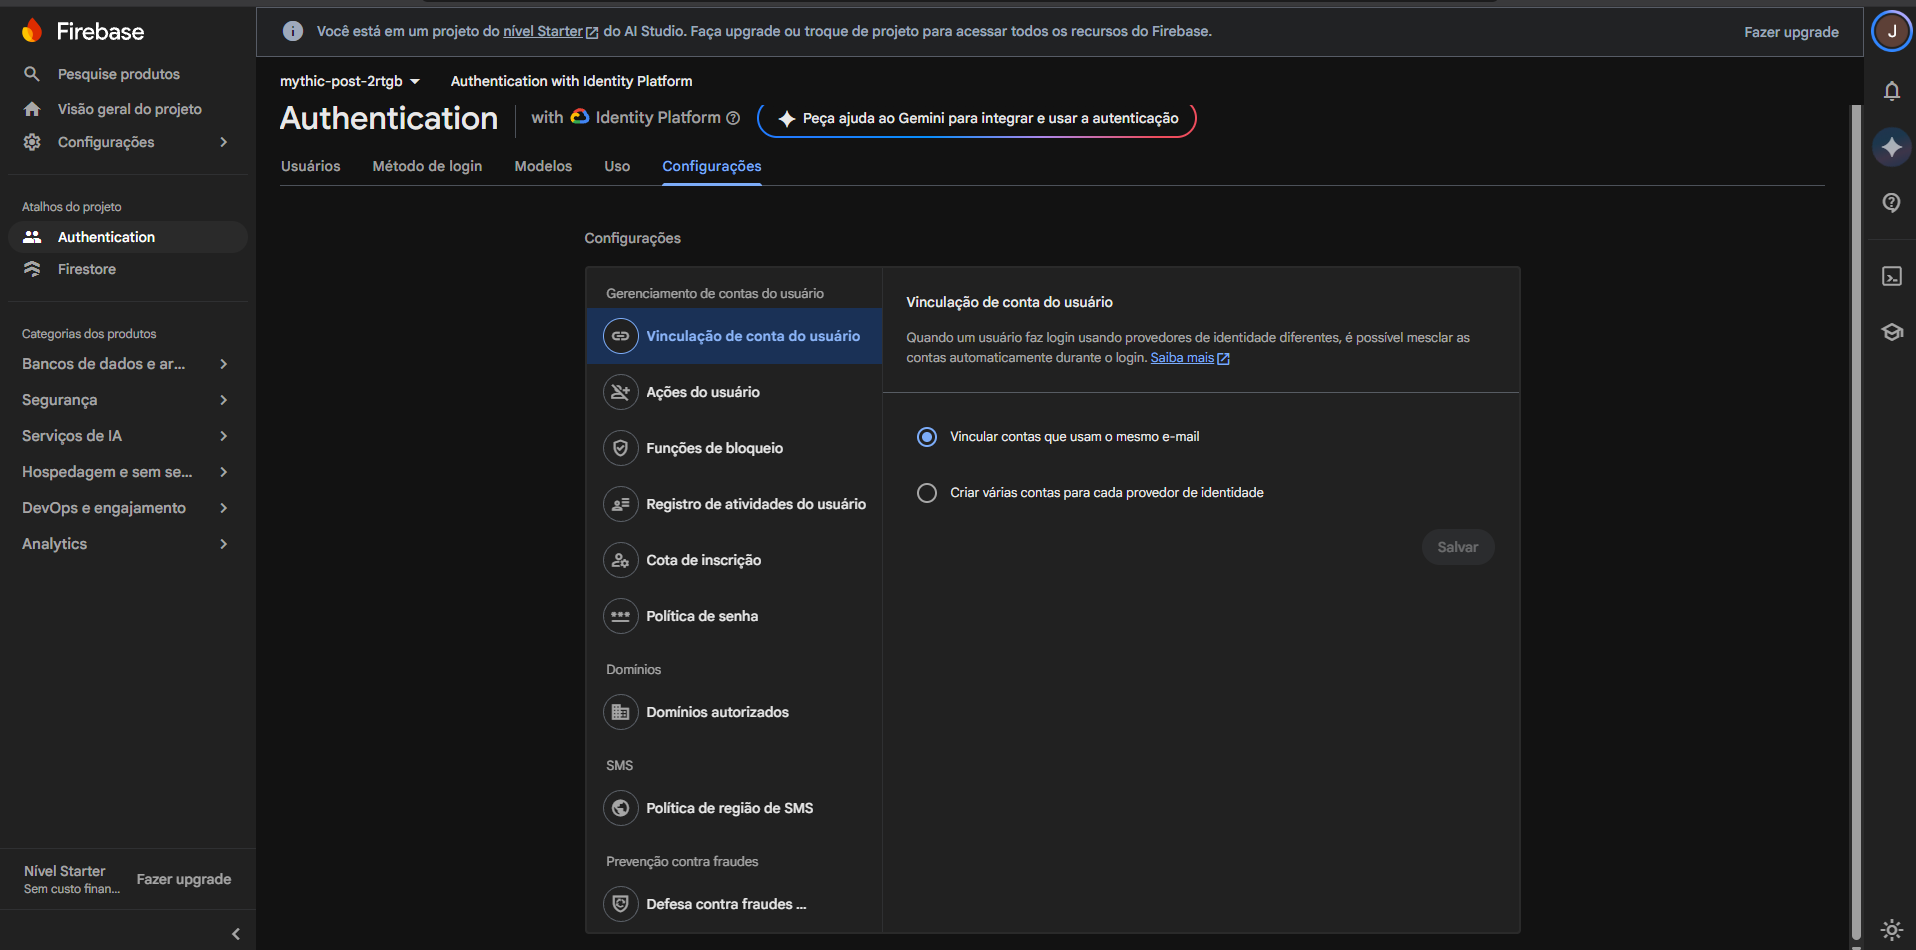 Firebase
Você está em um projeto do nível Starter do AI Studio. Faça upgrade ou troque de projeto para acessar todos os recursos do Firebase.
Fazer upgrade
J
Pesquise produtos
Visão geral do projeto
Configurações
Atalhos do projeto
Authentication
Firestore
Categorias dos produtos
Bancos de dados e ar...
Segurança
Serviços de IA
Hospedagem e sem se...
DevOps e engajamento
Analytics
Nível Starter
Sem custo finan...
Fazer upgrade
mythic-post-2rtgb
Authentication with Identity Platform
Authentication
with Identity Platform
Peça ajuda ao Gemini para integrar e usar a autenticação
Usuários
Método de login
Modelos
Uso
Configurações
Configurações
Gerenciamento de contas do usuário
Vinculação de conta do usuário
Ações do usuário
Funções de bloqueio
Registro de atividades do usuário
Cota de inscrição
Política de senha
Domínios
Domínios autorizados
SMS
Política de região de SMS
Prevenção contra fraudes
Defesa contra fraudes ...
Vinculação de conta do usuário
Quando um usuário faz login usando provedores de identidade diferentes, é possível mesclar as
contas automaticamente durante o login. Saiba mais
Vincular contas que usam o mesmo e-mail
Criar várias contas para cada provedor de identidade
Salvar